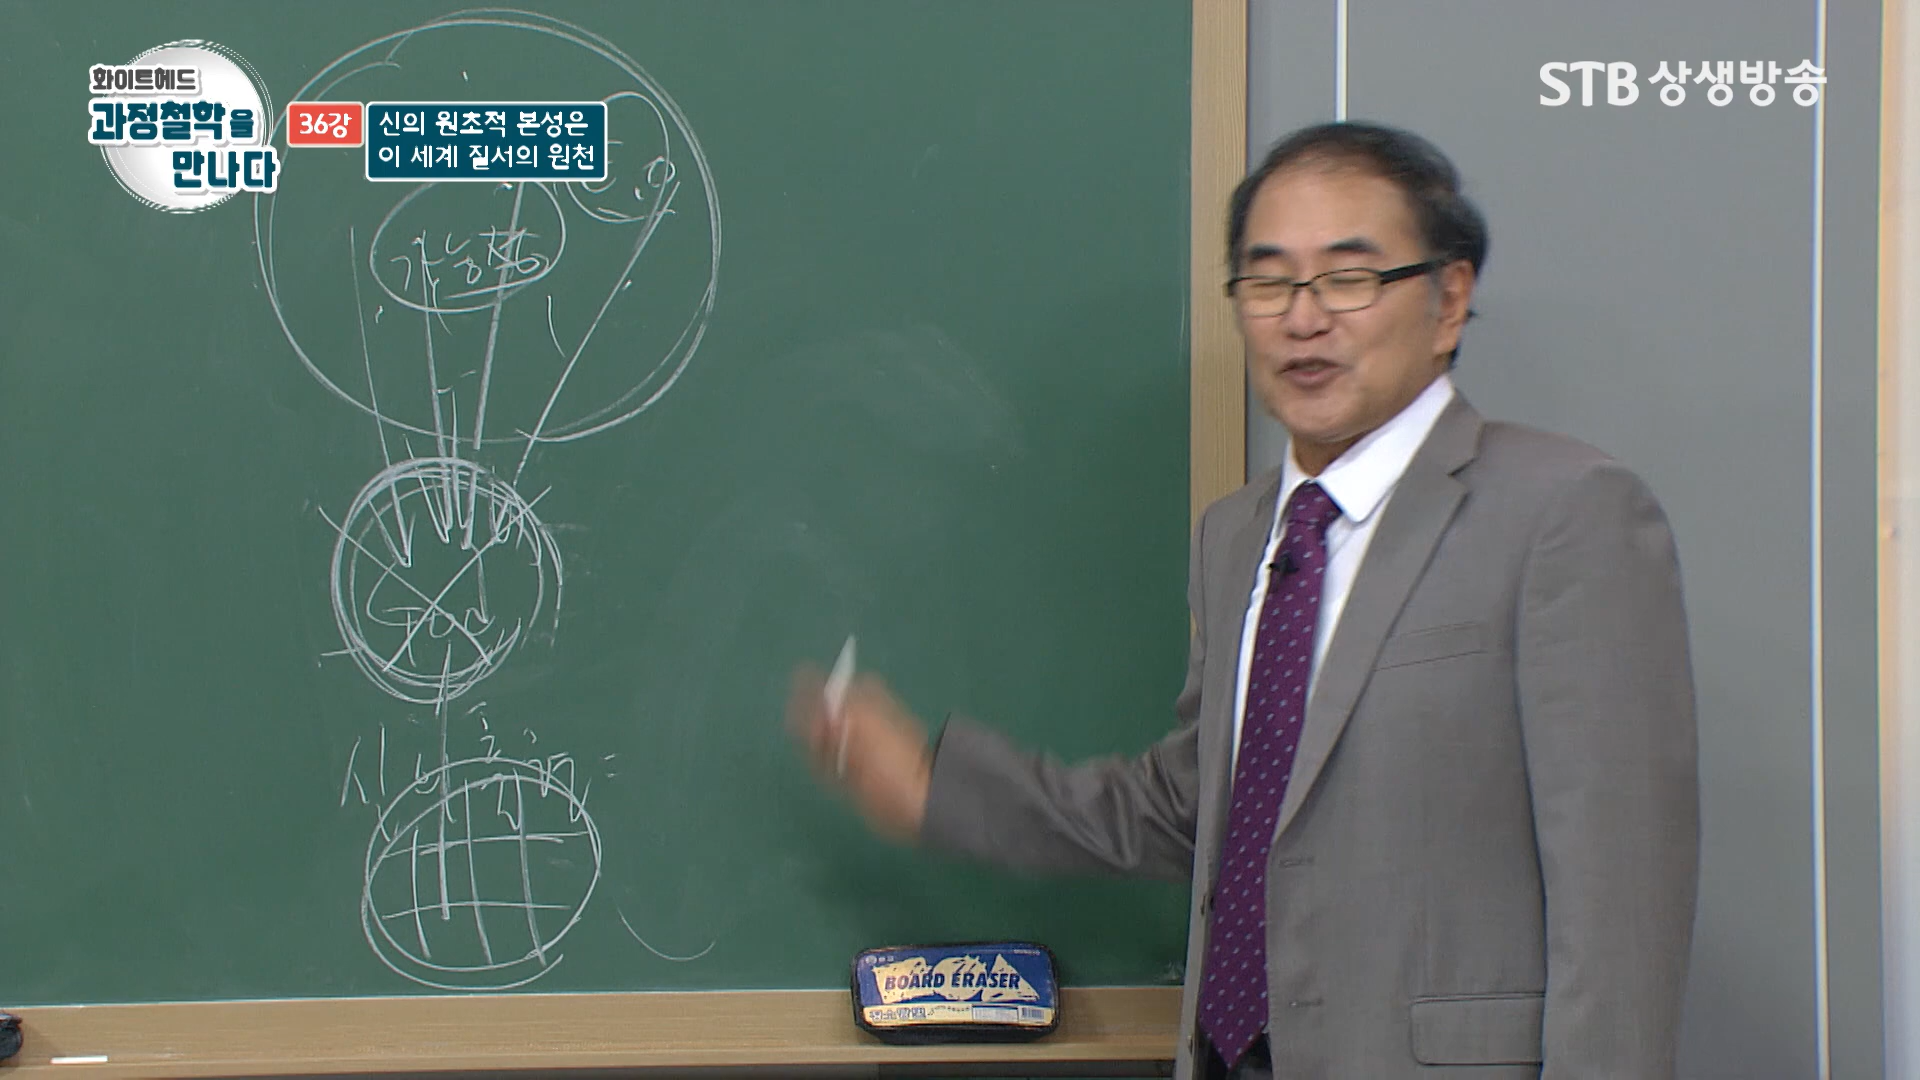 화이트헤드
과정철학을
만나다
36강
신의 원초적 본성은
이 세계 질서의 원천
STB 상생방송
E.O
가능성
God
BOARD ERASER